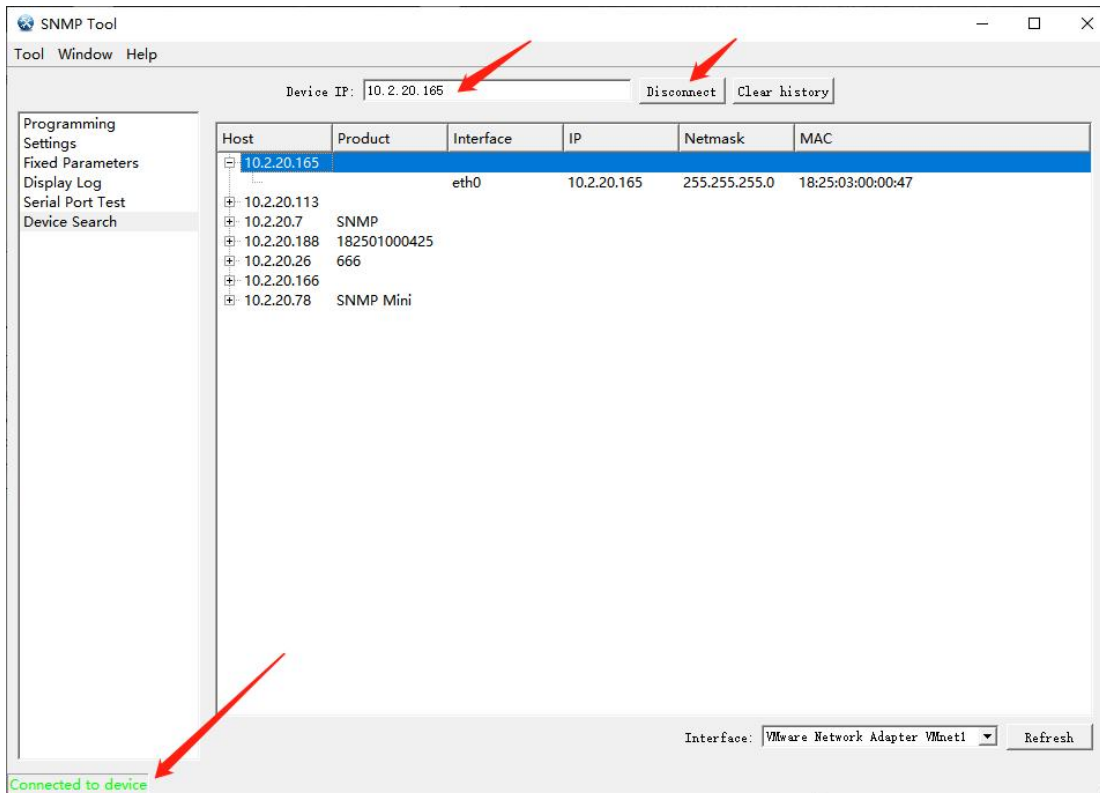 SNMP Tool
Tool Window Help
Device IP: 10.2.20.165 Disconnect Clear history
Programming
Settings
Fixed Parameters
Display Log
Serial Port Test
Device Search
Host Product Interface IP Netmask MAC
10.2.20.165
eth0 10.2.20.165 255.255.255.0 18:25:03:00:00:47
10.2.20.113
10.2.20.7 SNMP
10.2.20.188 182501000425
10.2.20.26 666
10.2.20.166
10.2.20.78 SNMP Mini
Interface: VMware Network Adapter VMnet1 Refresh
Connected to device